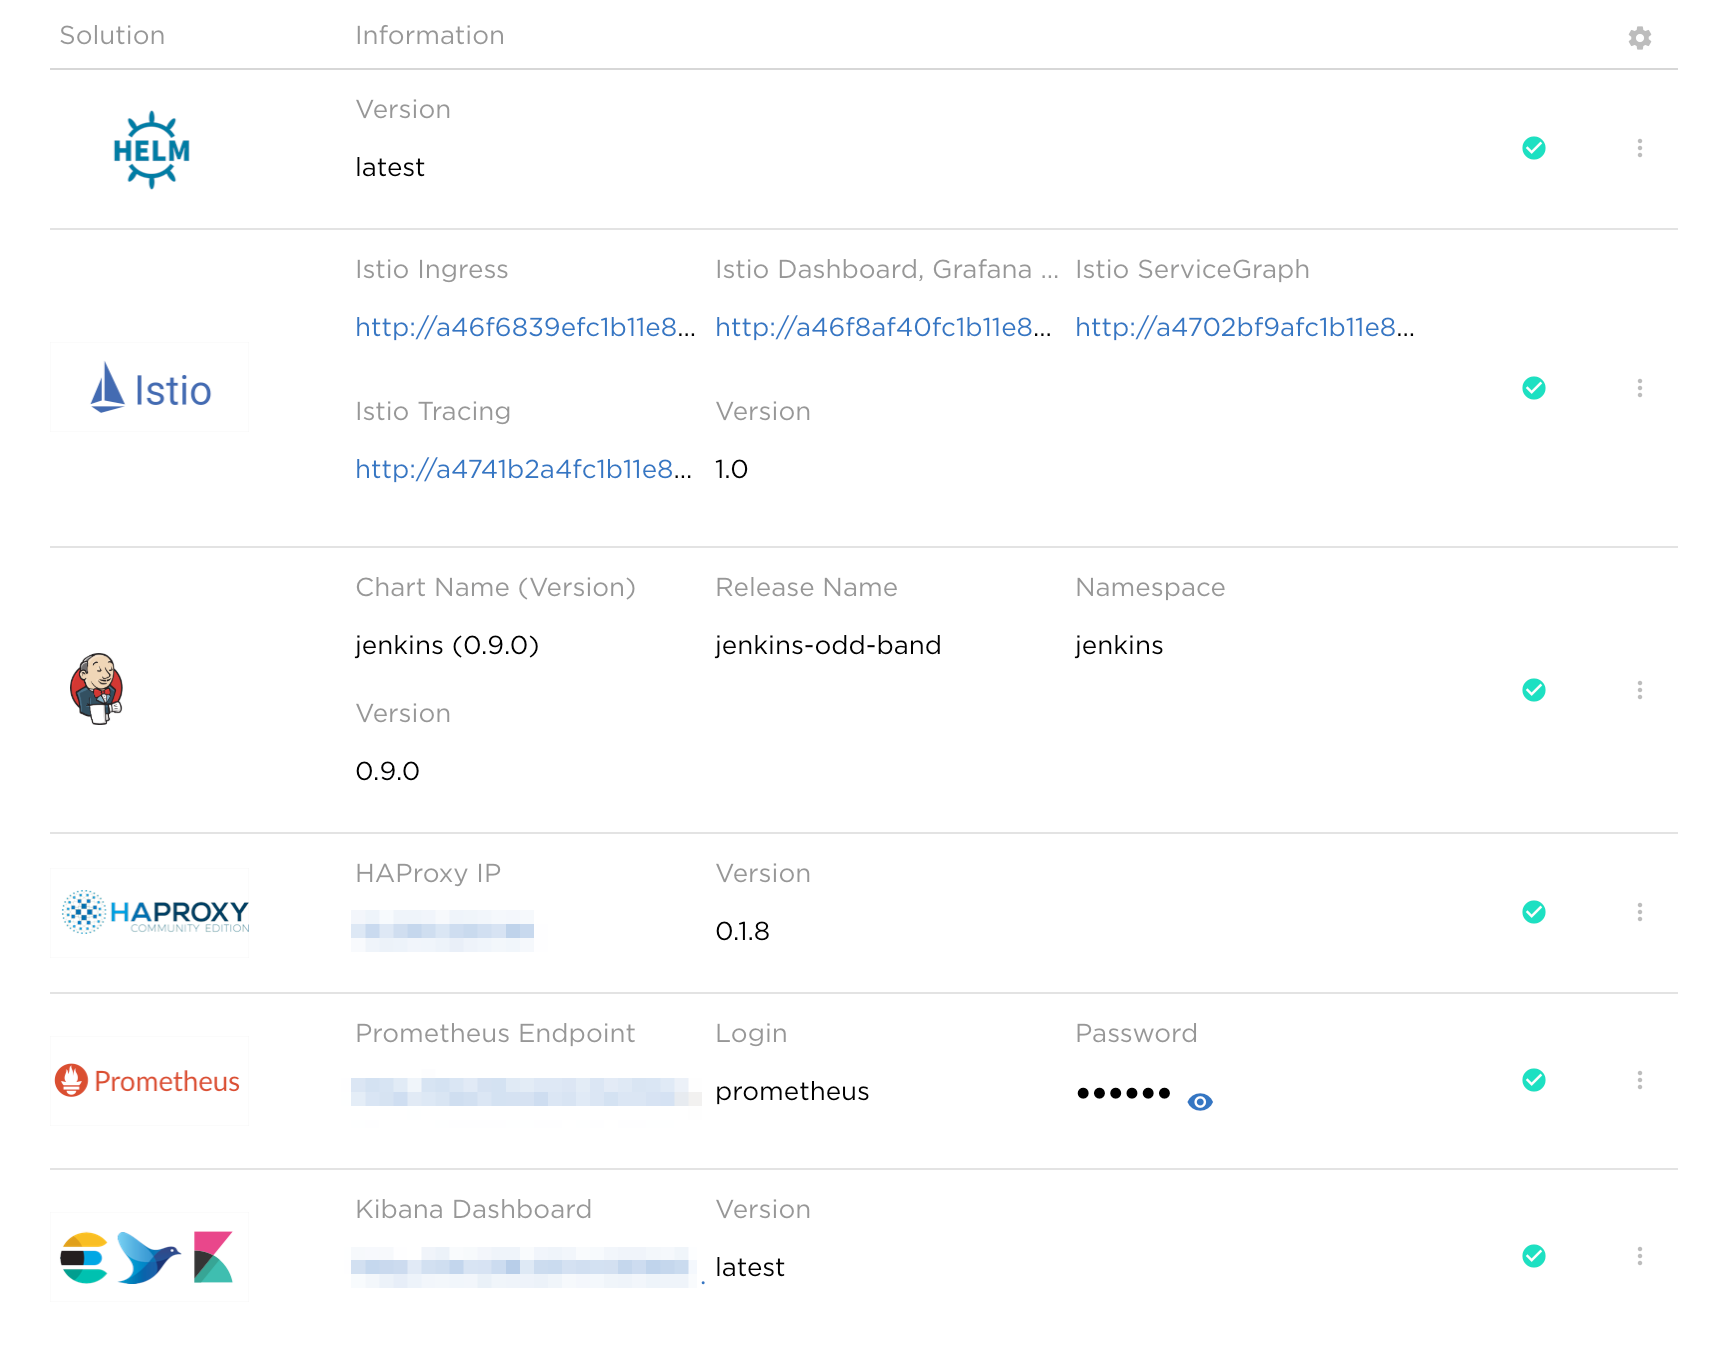 Solution Information
HELM
Version
latest
Istio
Istio Ingress Istio Dashboard, Grafana ... Istio ServiceGraph
http://a46f6839efc1b11e8... http://a46f8af40fc1b11e8... http://a4702bf9afc1b11e8...
Istio Tracing Version
http://a4741b2a4fc1b11e8... 1.0
Chart Name (Version) Release Name Namespace
jenkins (0.9.0) jenkins-odd-band jenkins
Version
0.9.0
HAPROXY
COMMUNITY EDITION
HAProxy IP Version
0.1.8
Prometheus
Prometheus Endpoint Login Password
prometheus ••••••
Kibana Dashboard Version
latest